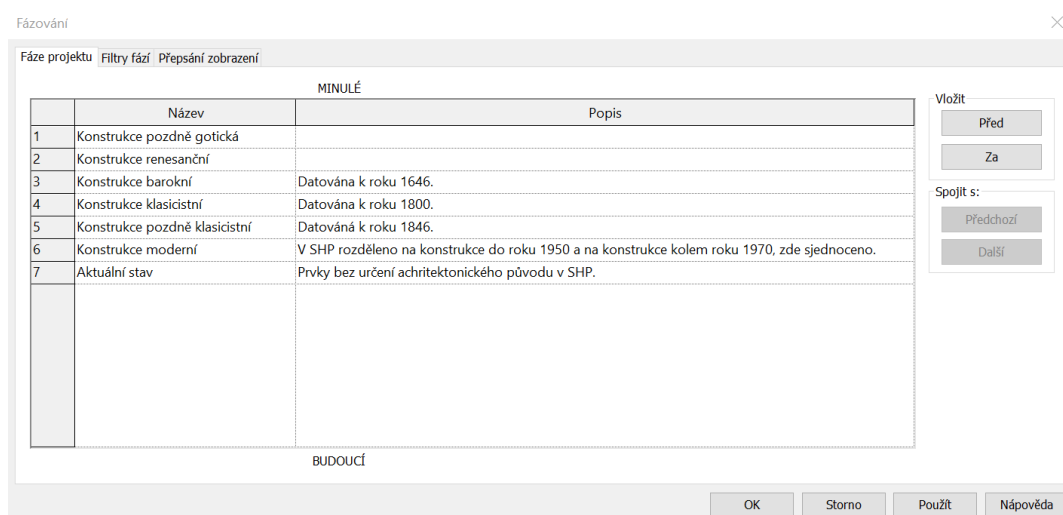 Fázování
Fáze projektu Filtry fází Přepsání zobrazení
MINULÉ
Název Popis
1 Konstrukce pozdně gotická
2 Konstrukce renesanční
3 Konstrukce barokní Datována k roku 1646.
4 Konstrukce klasicistní Datována k roku 1800.
5 Konstrukce pozdně klasicistní Datováná k roku 1846.
6 Konstrukce moderní V SHP rozděleno na konstrukce do roku 1950 a na konstrukce kolem roku 1970, zde sjednoceno.
7 Aktuální stav Prvky bez určení achritektonického původu v SHP.
BUDOUCÍ
Vložit
Před
Za
Spojit s:
Předchozí
Další
OK Storno Použít Nápověda